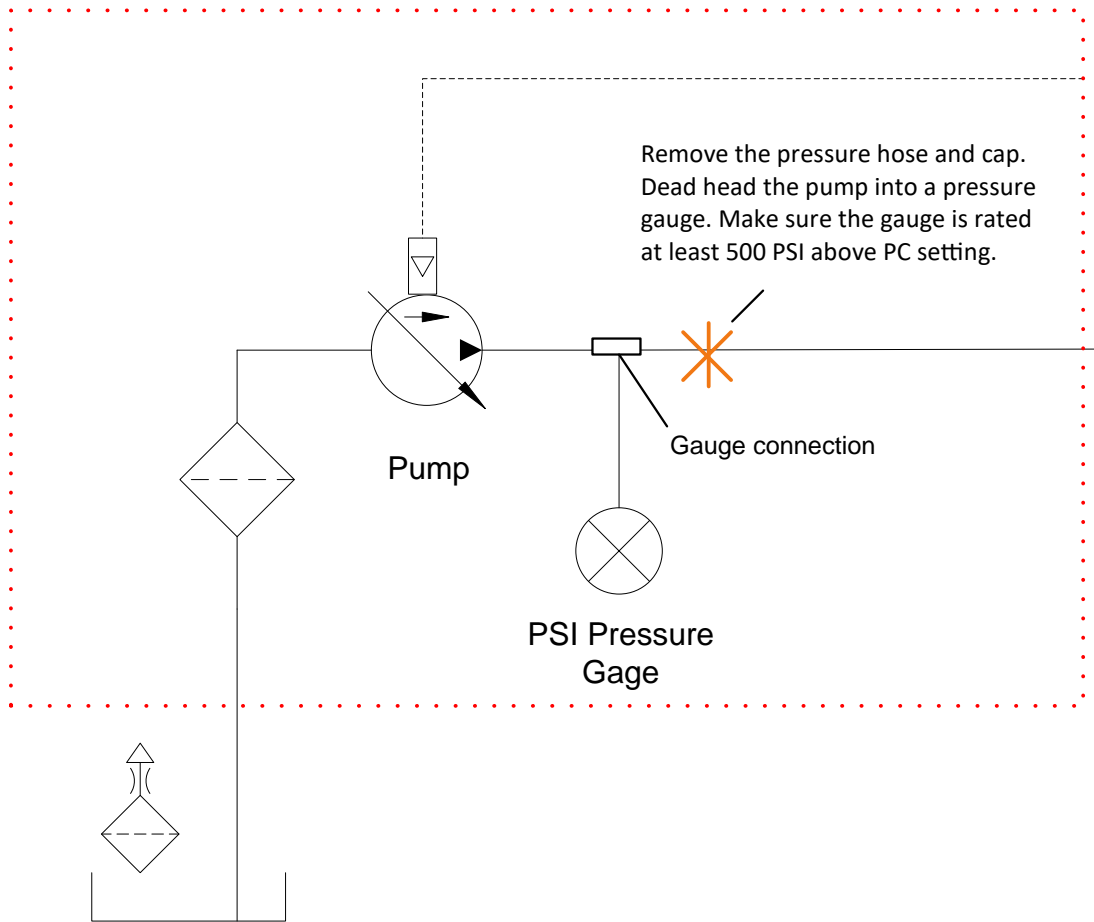 Remove the pressure hose and cap.
Dead head the pump into a pressure
gauge. Make sure the gauge is rated
at least 500 PSI above PC setting.
Gauge connection
Pump
PSI Pressure
Gage